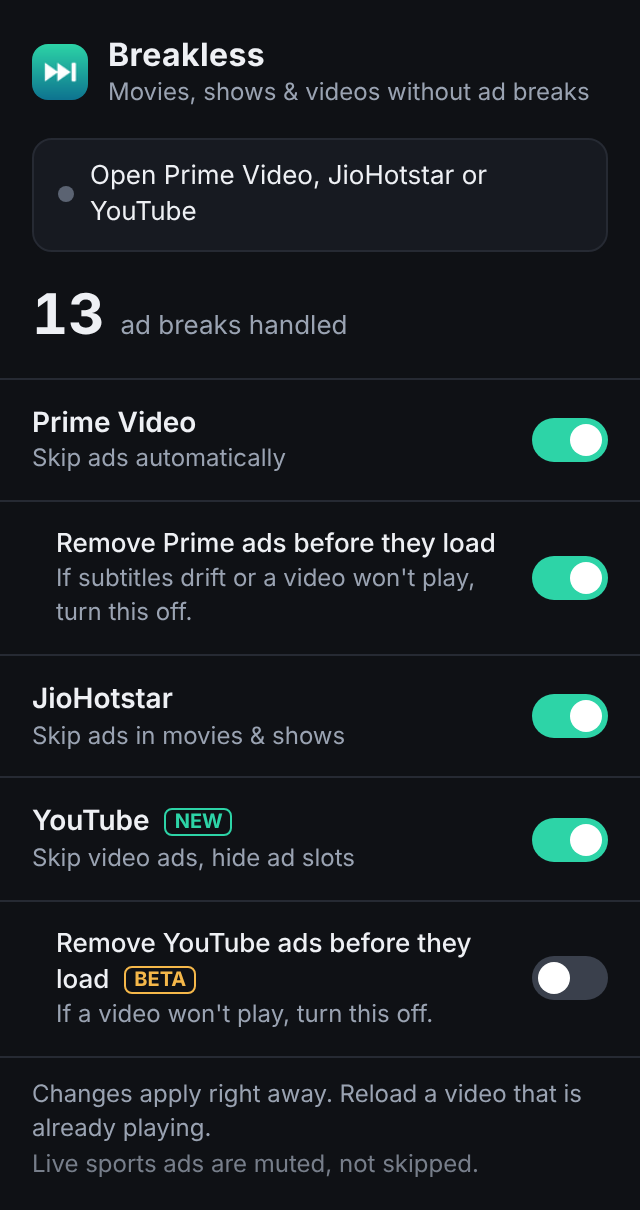 Breakless
Movies, shows & videos without ad breaks
Open Prime Video, JioHotstar or
YouTube
13 ad breaks handled
Prime Video
Skip ads automatically
Remove Prime ads before they load
If subtitles drift or a video won't play,
turn this off.
JioHotstar
Skip ads in movies & shows
YouTube NEW
Skip video ads, hide ad slots
Remove YouTube ads before they
load BETA
If a video won't play, turn this off.
Changes apply right away. Reload a video that is
already playing.
Live sports ads are muted, not skipped.